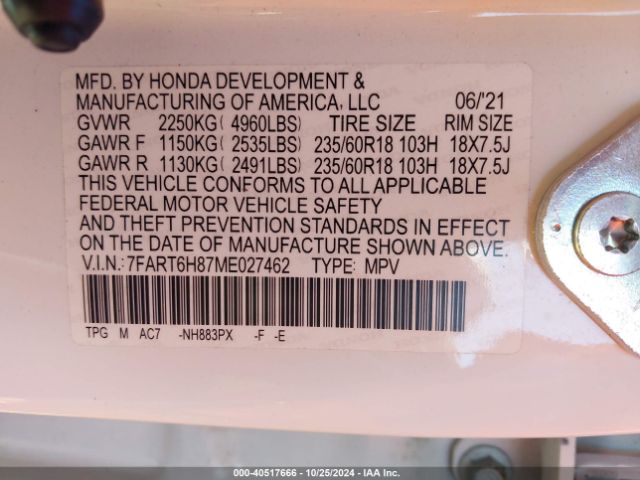 MFD. BY HONDA DEVELOPMENT &
MANUFACTURING OF AMERICA, LLC 06/'21
GVWR 2250KG( 4960LBS) TIRE SIZE RIM SIZE
GAWR F 1150KG( 2535LBS) 235/60R18 103H 18X7.5J
GAWR R 1130KG( 2491LBS) 235/60R18 103H 18X7.5J
THIS VEHICLE CONFORMS TO ALL APPLICABLE
FEDERAL MOTOR VEHICLE SAFETY
AND THEFT PREVENTION STANDARDS IN EFFECT
ON THE DATE OF MANUFACTURE SHOWN ABOVE.
V.I.N.: 7FART6H87ME027462 TYPE: MPV
TPG M AC7 -NH883PX -F -E
000-40517666 - 10/25/2024 - IAA Inc.